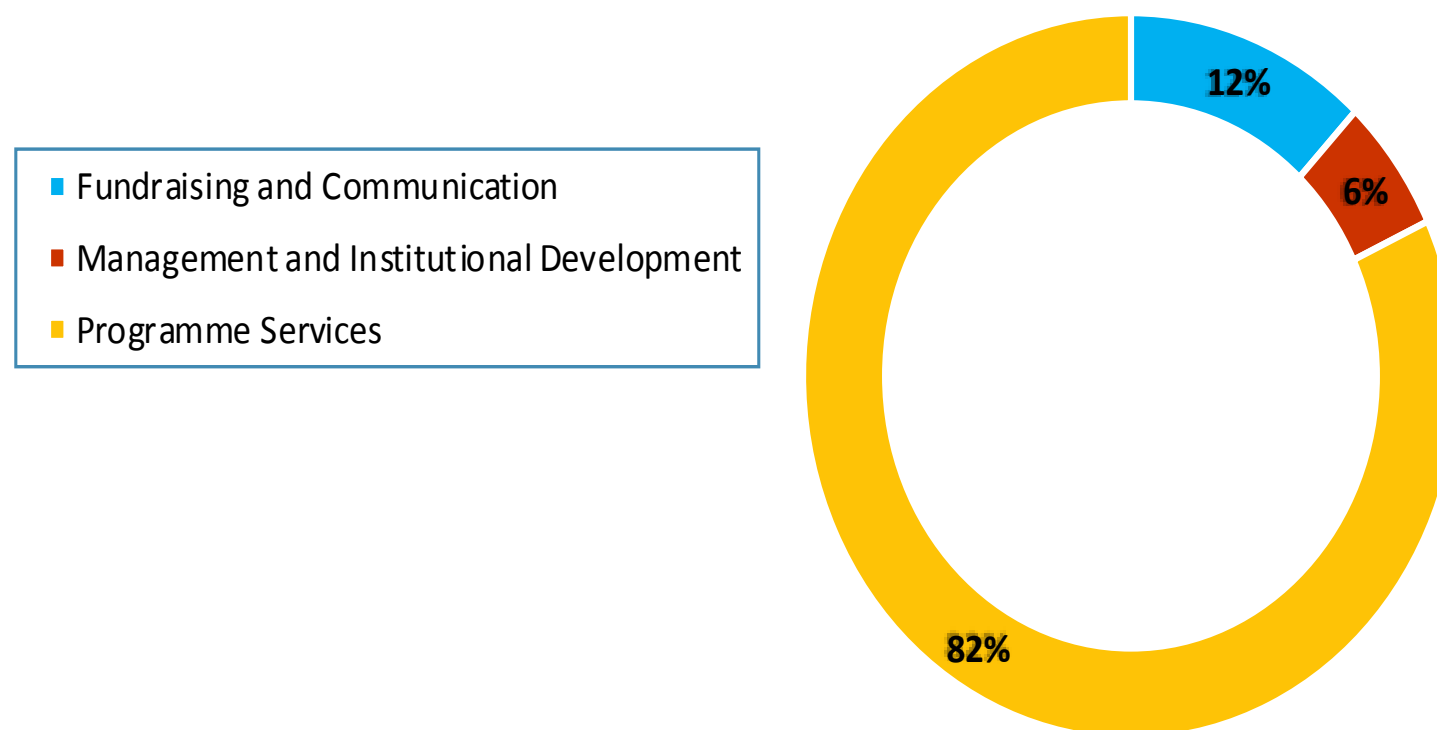 Fundraising and Communication
Management and Institutional Development
Programme Services
12%
6%
82%